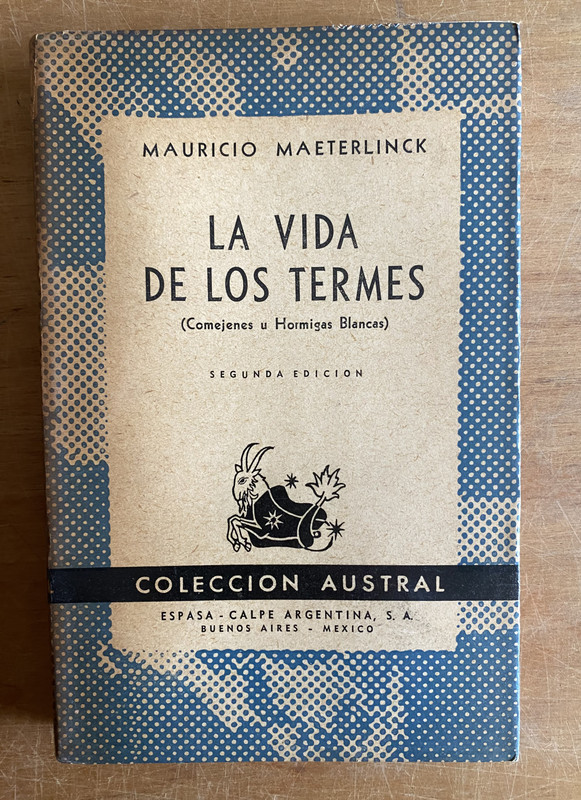 MAURICIO MAETERLINCK
LA VIDA
DE LOS TERMES
(Comejenes u Hormigas Blancas)
SEGUNDA EDICION
COLECCION AUSTRAL
ESPASA - CALPE ARGENTINA, S. A.
BUENOS AIRES - MEXICO